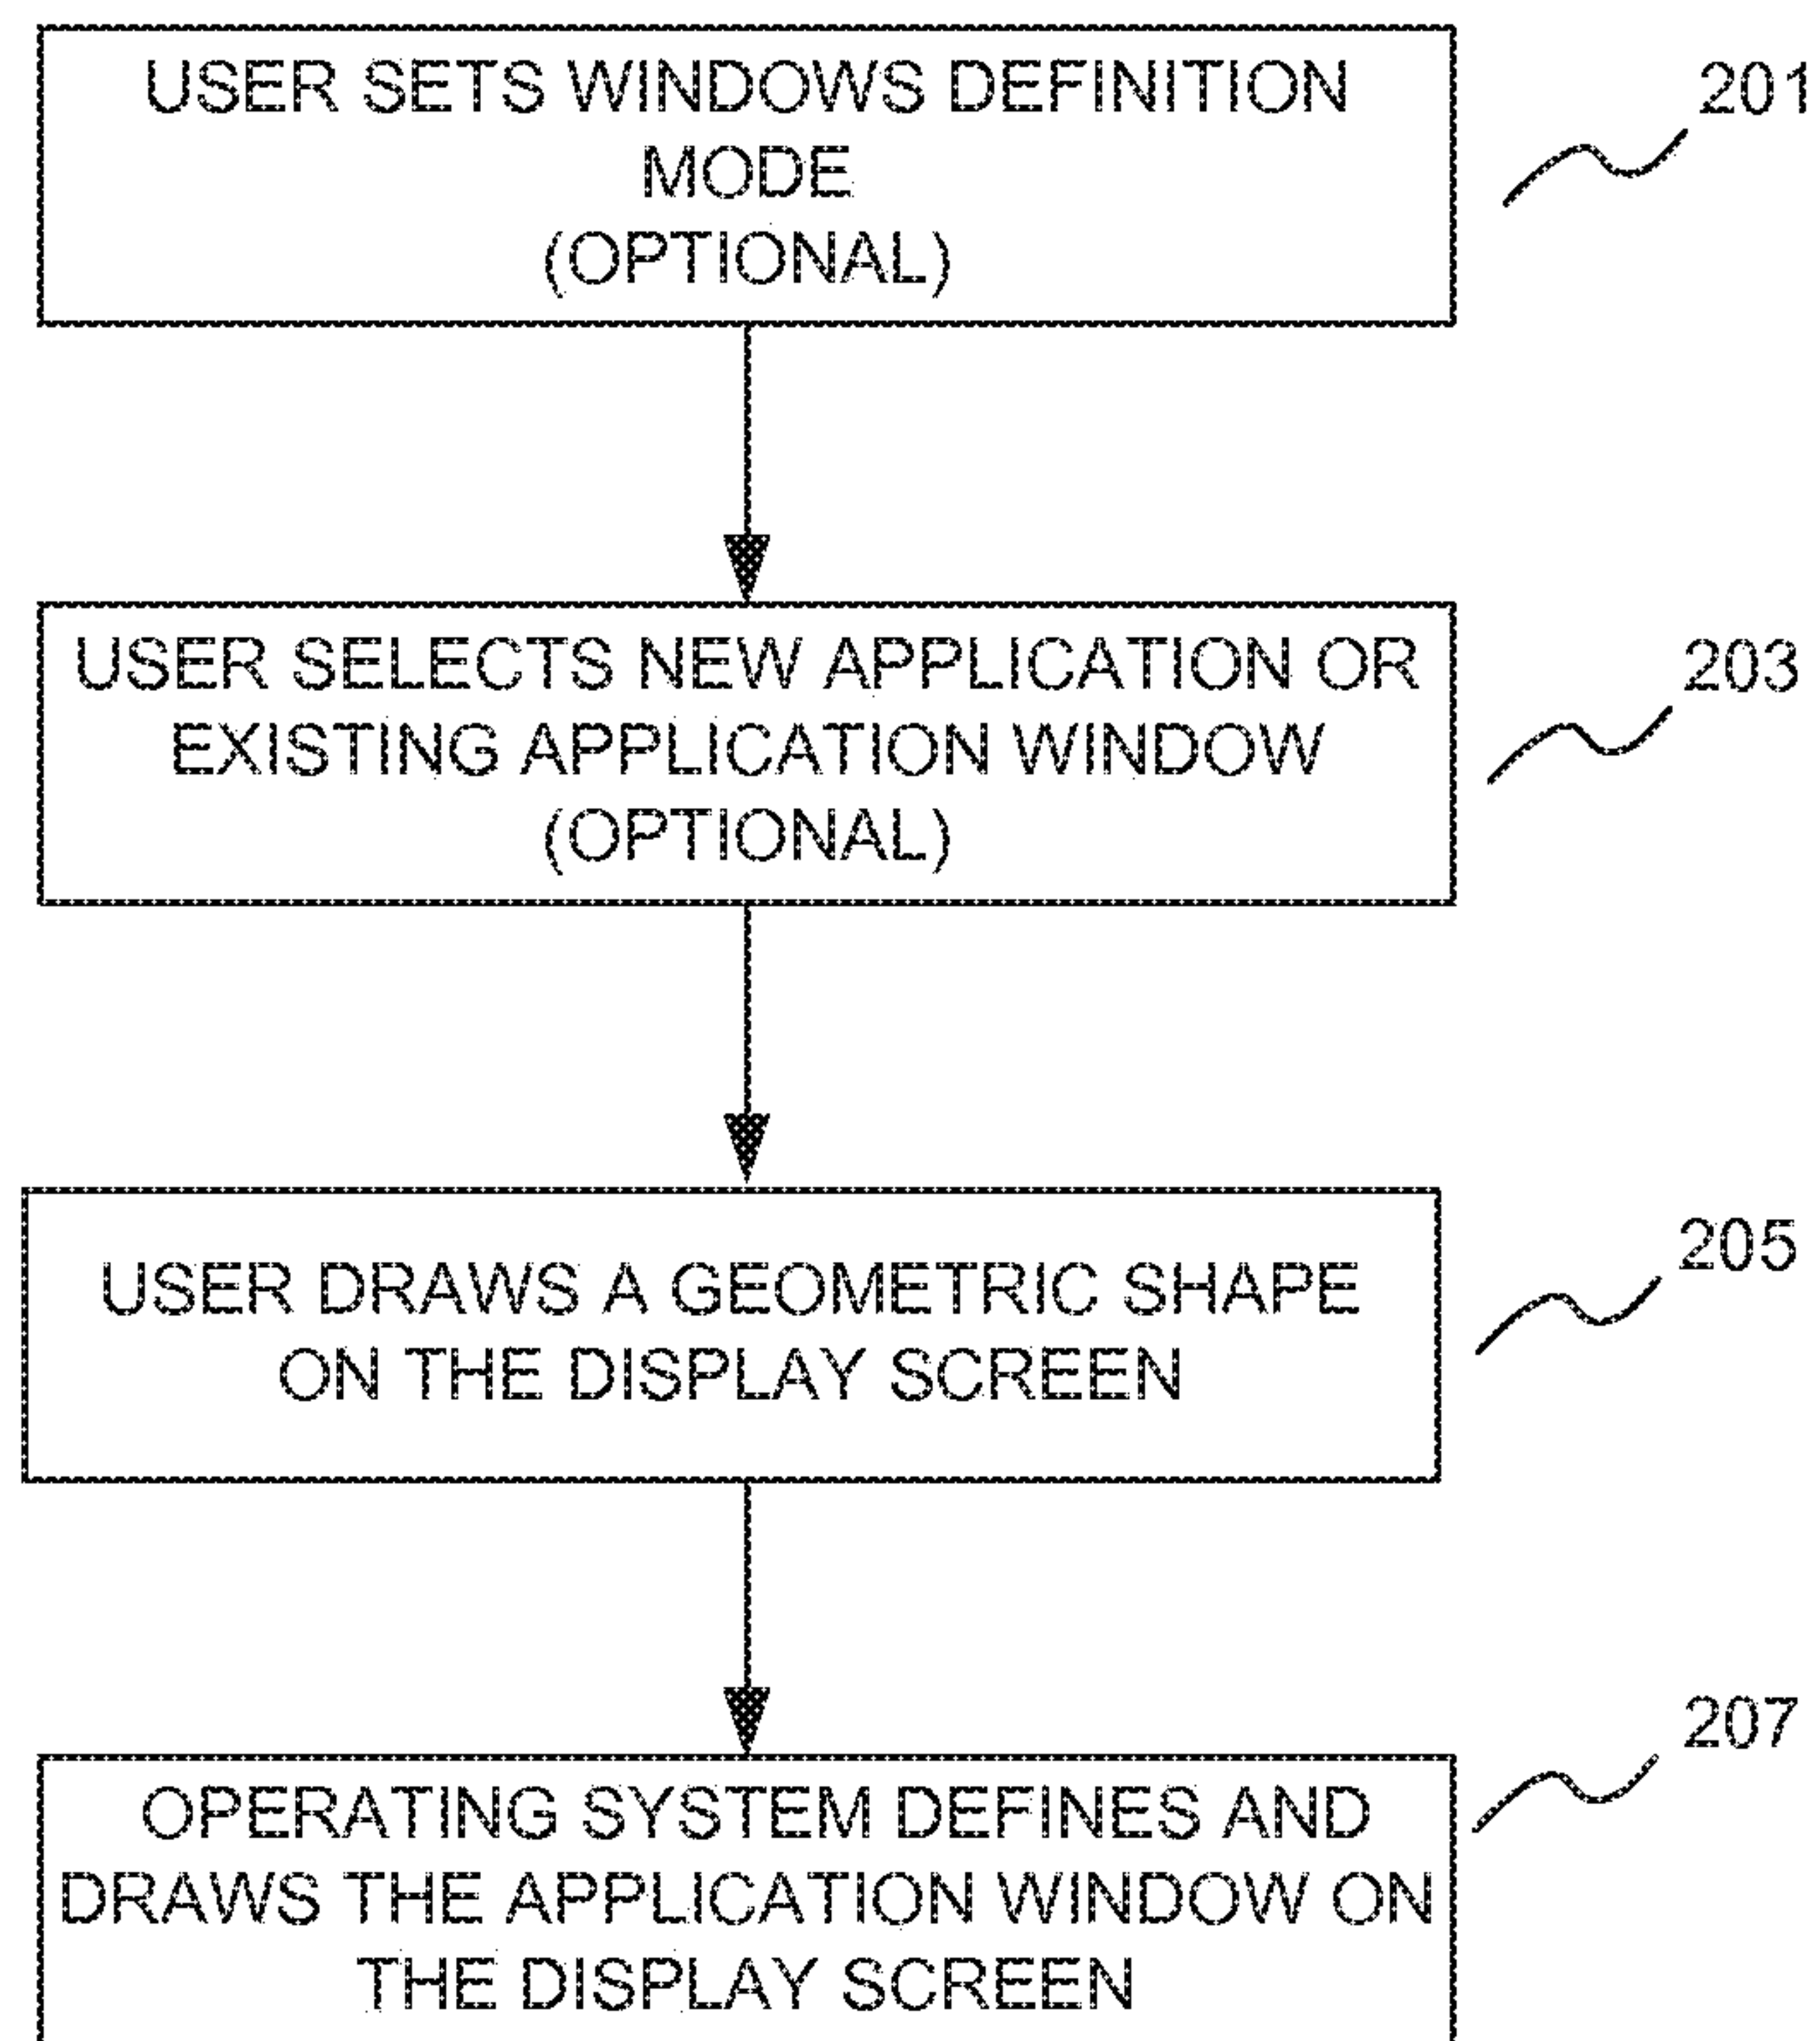 USER SETS WINDOWS DEFINITION
MODE
(OPTIONAL)
201
USER SELECTS NEW APPLICATION OR
EXISTING APPLICATION WINDOW
(OPTIONAL)
203
USER DRAWS A GEOMETRIC SHAPE
ON THE DISPLAY SCREEN
205
OPERATING SYSTEM DEFINES AND
DRAWS THE APPLICATION WINDOW ON
THE DISPLAY SCREEN
207